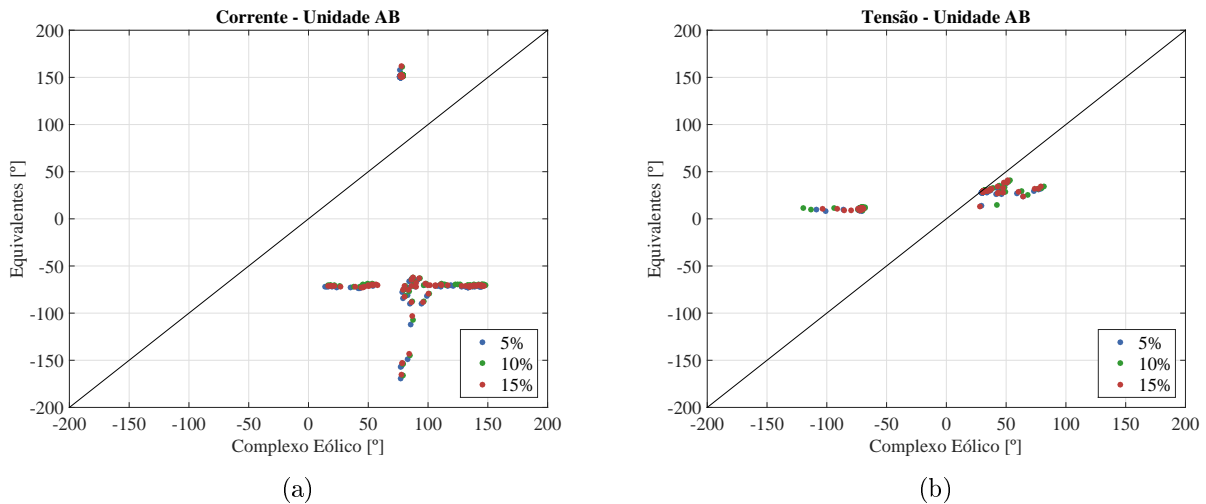 Corrente - Unidade AB
200
150
100
50
0
-50
-100
-150
-200
Equivalentes [º]
-200 -150 -100 -50 0 50 100 150 200
Complexo Eólico [º]
5%
10%
15%
(a)
Tensão - Unidade AB
200
150
100
50
0
-50
-100
-150
-200
Equivalentes [º]
-200 -150 -100 -50 0 50 100 150 200
Complexo Eólico [º]
5%
10%
15%
(b)